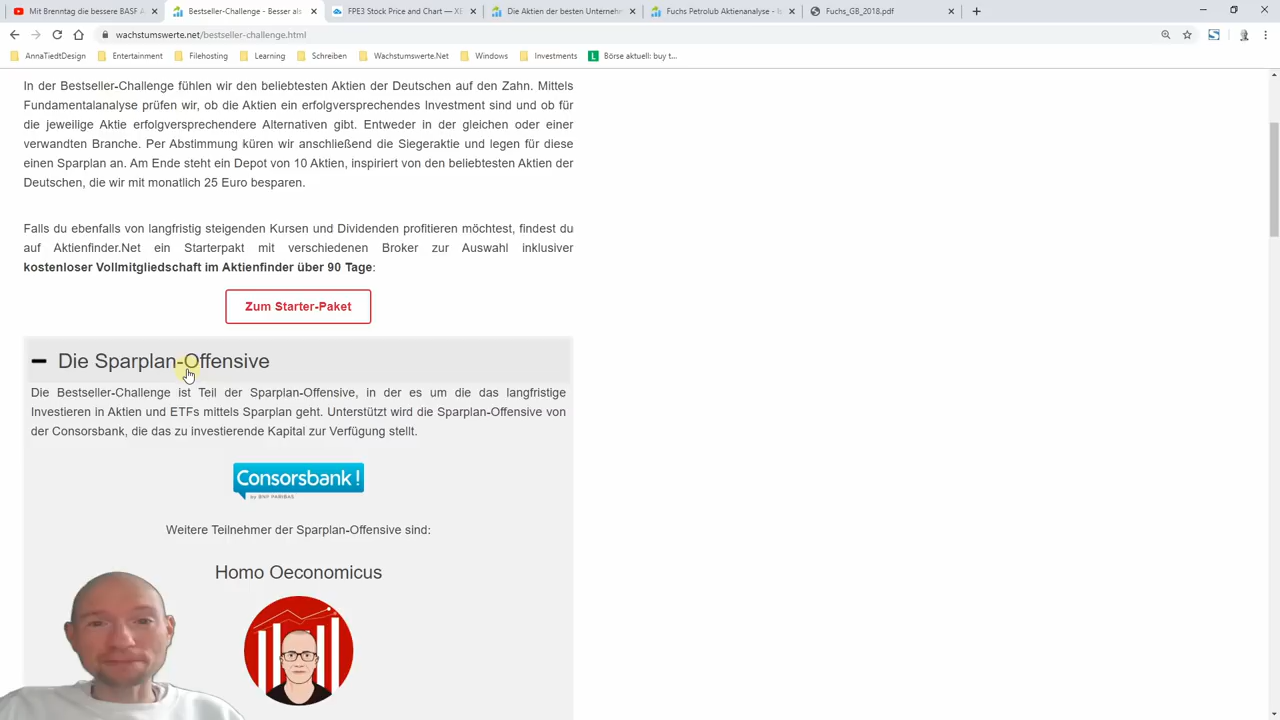 Mit Brenntag die bessere BASF A
Bestseller-Challenge - Besser als
FPE3 Stock Price and Chart — XE
Die Aktien der besten Unterneh
Fuchs Petrolub Aktienanalyse - Is
Fuchs_GB_2018.pdf
wachstumswerte.net/bestseller-challenge.html
AnnaTiedtDesign
Entertainment
Filehosting
Learning
Schreiben
Wachstumswerte.Net
Windows
Investments
Börse aktuell: buy t...
In der Bestseller-Challenge fühlen wir den beliebtesten Aktien der Deutschen auf den Zahn. Mittels
Fundamentalanalyse prüfen wir, ob die Aktien ein erfolgversprechendes Investment sind und ob für
die jeweilige Aktie erfolgversprechendere Alternativen gibt. Entweder in der gleichen oder einer
verwandten Branche. Per Abstimmung küren wir anschließend die Siegeraktie und legen für diese
einen Sparplan an. Am Ende steht ein Depot von 10 Aktien, inspiriert von den beliebtesten Aktien der
Deutschen, die wir mit monatlich 25 Euro besparen.
Falls du ebenfalls von langfristig steigenden Kursen und Dividenden profitieren möchtest, findest du
auf Aktienfinder.Net ein Starterpakt mit verschiedenen Broker zur Auswahl inklusiver
kostenloser Vollmitgliedschaft im Aktienfinder über 90 Tage:
Zum Starter-Paket
Die Sparplan-Offensive
Die Bestseller-Challenge ist Teil der Sparplan-Offensive, in der es um die das langfristige
Investieren in Aktien und ETFs mittels Sparplan geht. Unterstützt wird die Sparplan-Offensive von
der Consorsbank, die das zu investierende Kapital zur Verfügung stellt.
Consorsbank!
by BNP PARIBAS
Weitere Teilnehmer der Sparplan-Offensive sind:
Homo Oeconomicus